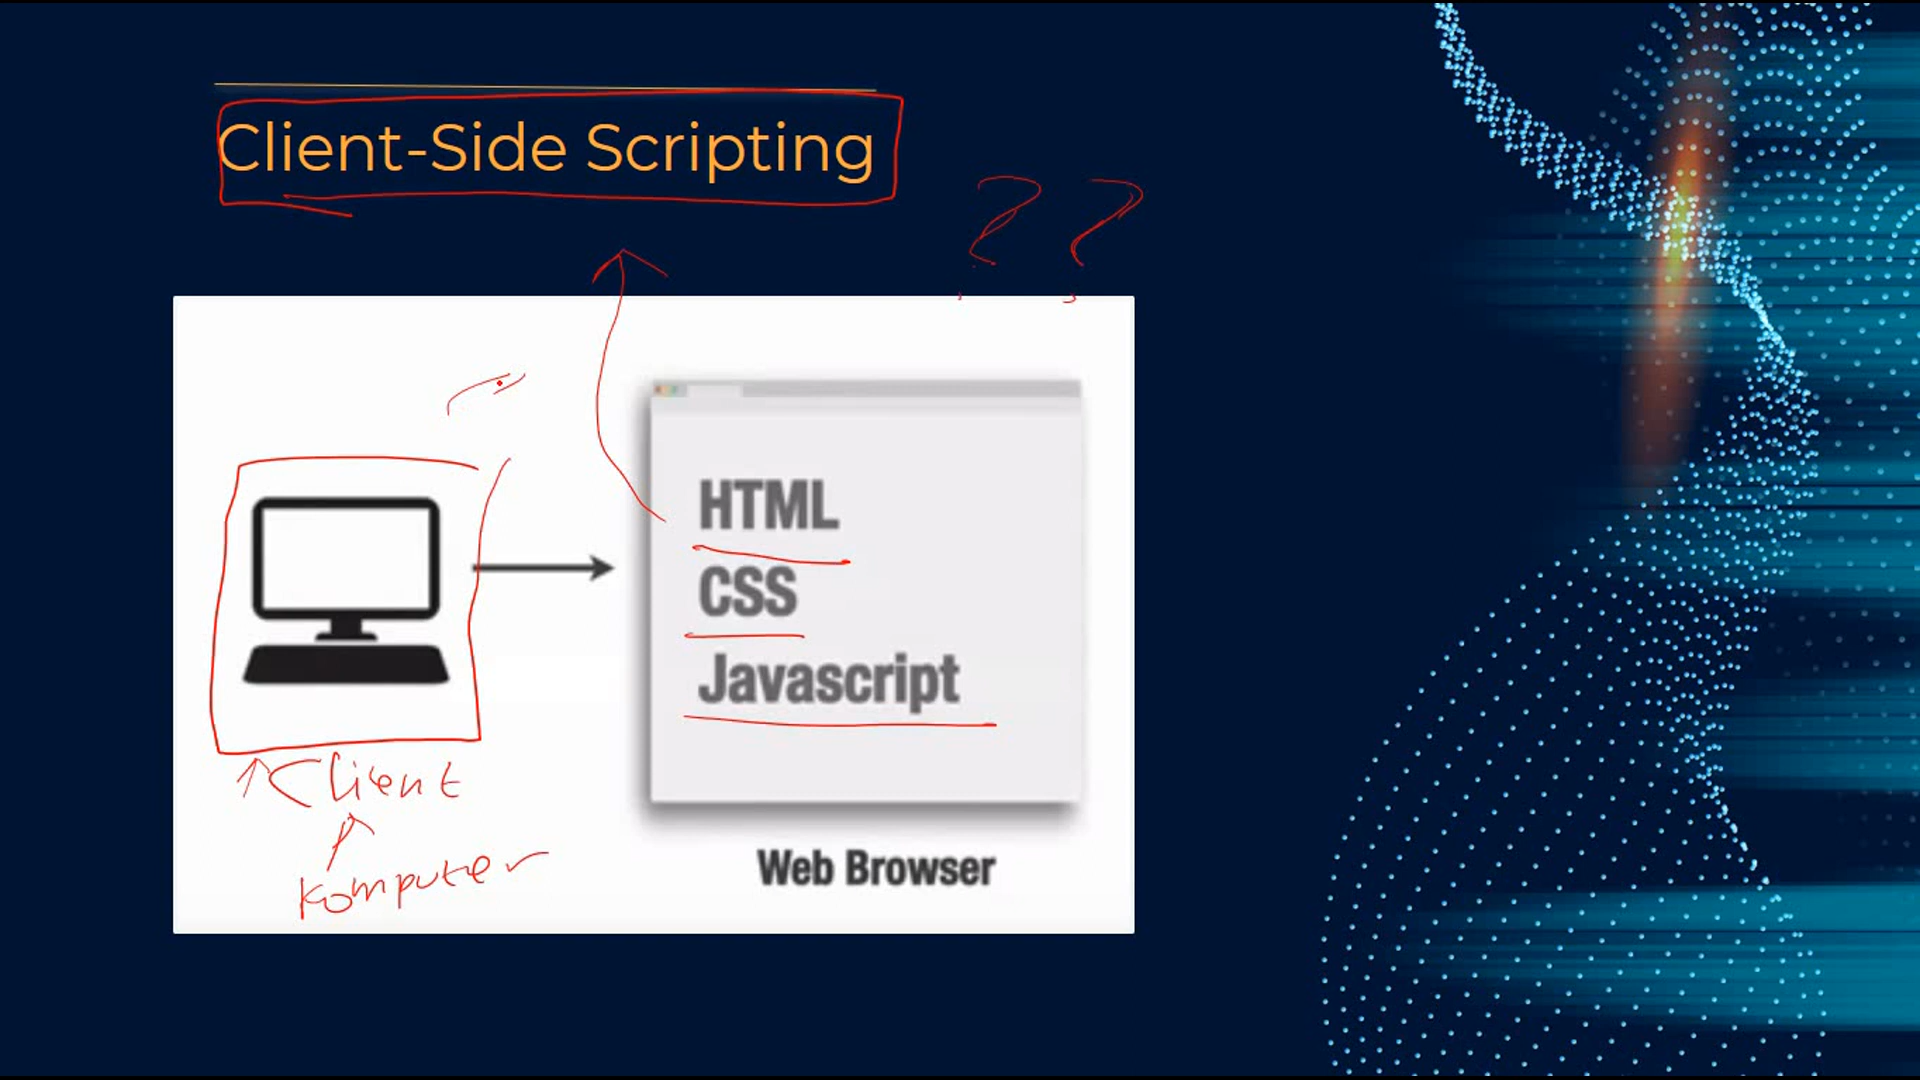 Client-Side Scripting
??
HTML
CSS
Javascript
Client
Komputer
Web Browser